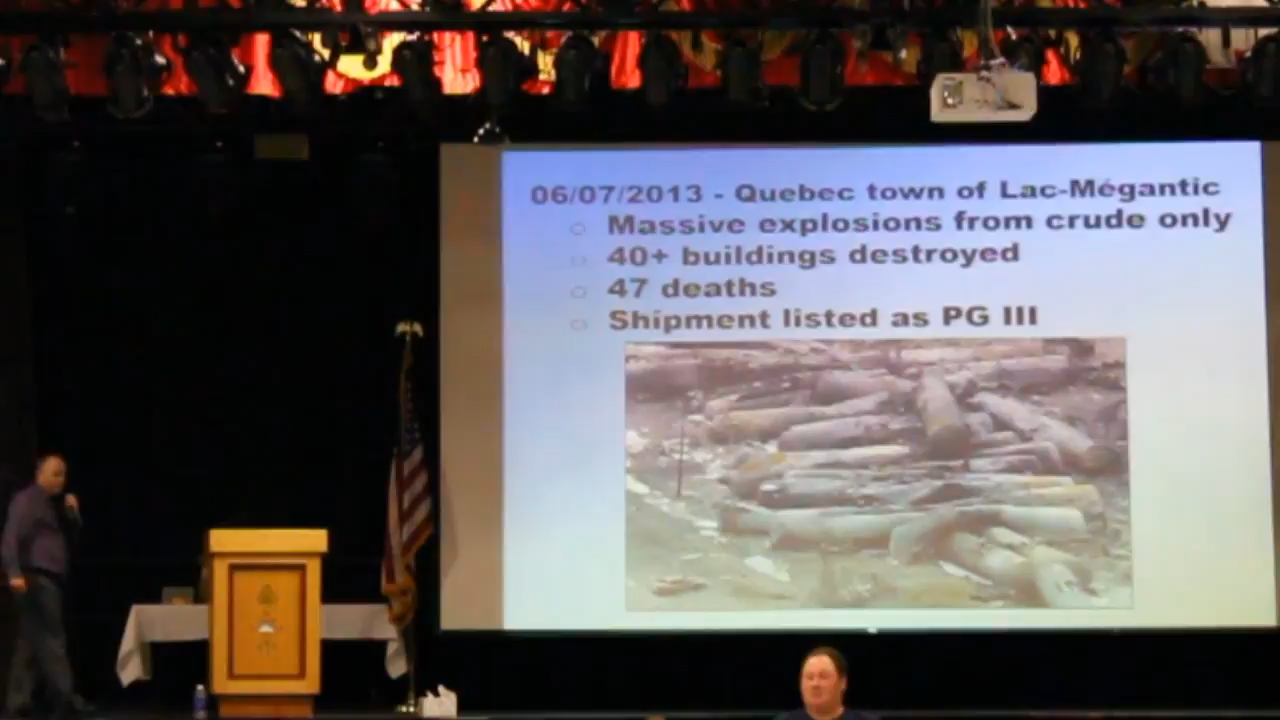 06/07/2013 - Quebec town of Lac-Mégantic
Massive explosions from crude only
40+ buildings destroyed
47 deaths
Shipment listed as PG III